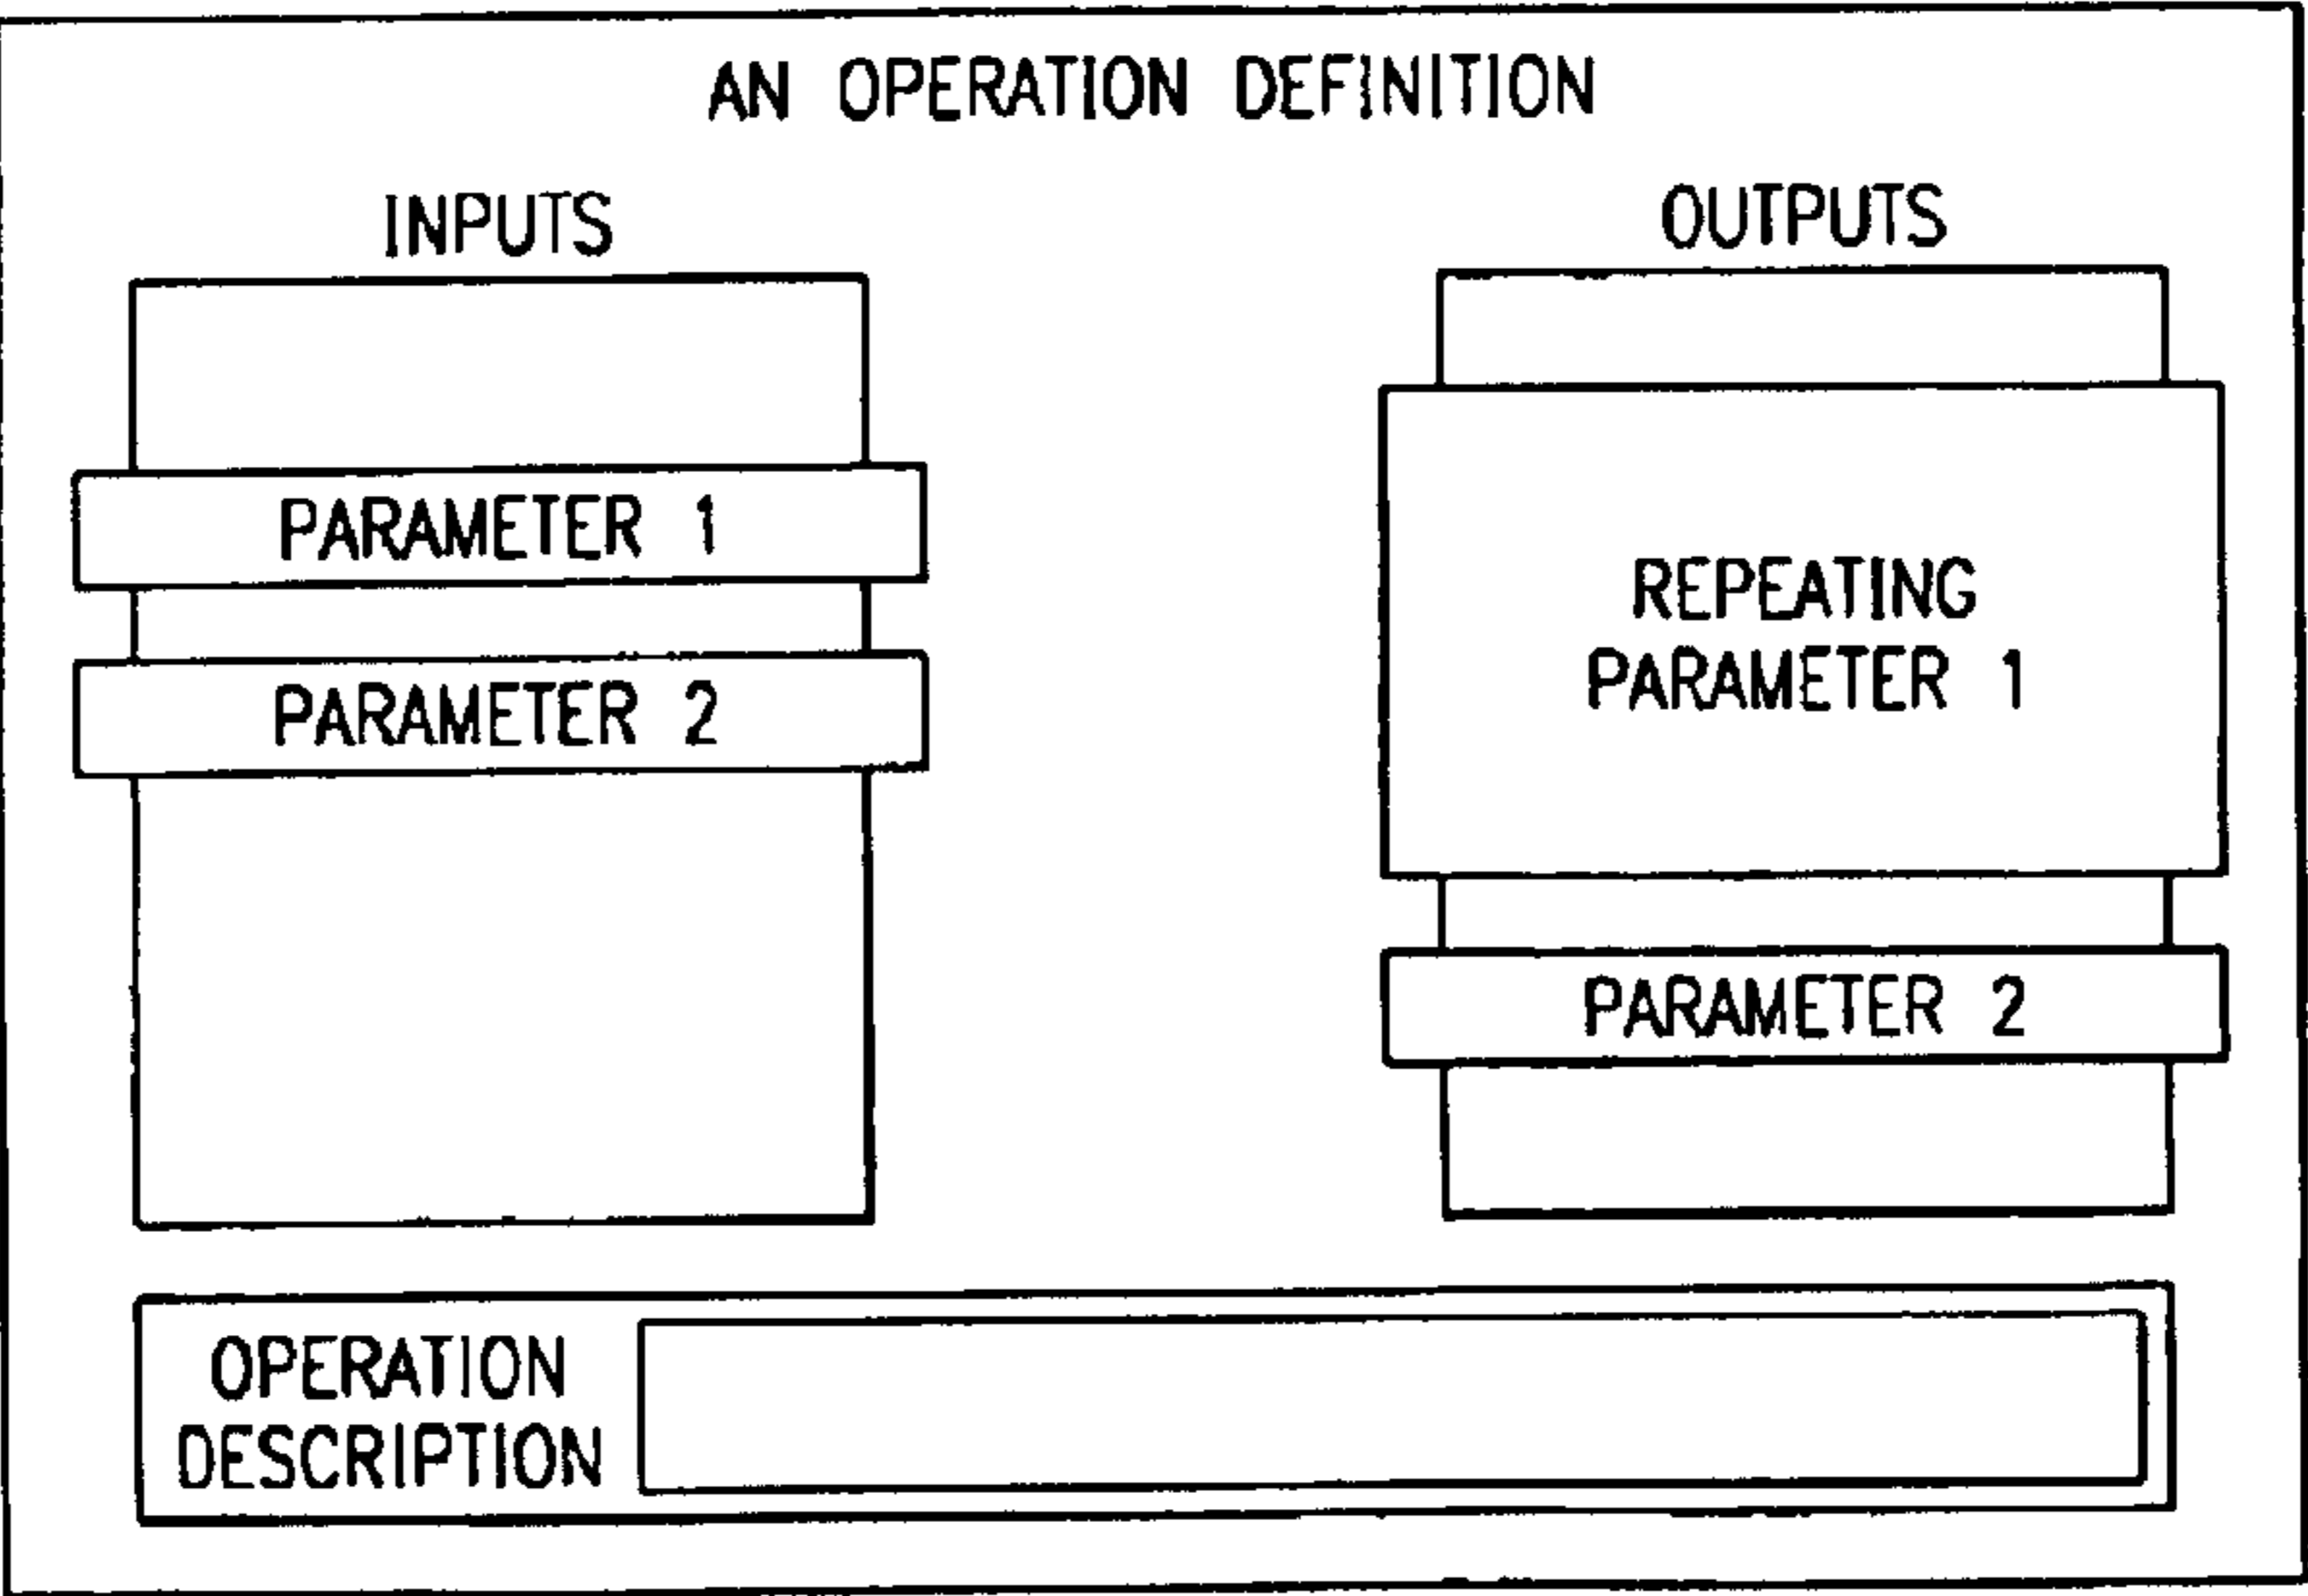 AN OPERATION DEFINITION
INPUTS
PARAMETER 1
PARAMETER 2
OUTPUTS
REPEATING
PARAMETER 1
PARAMETER 2
OPERATION
DESCRIPTION